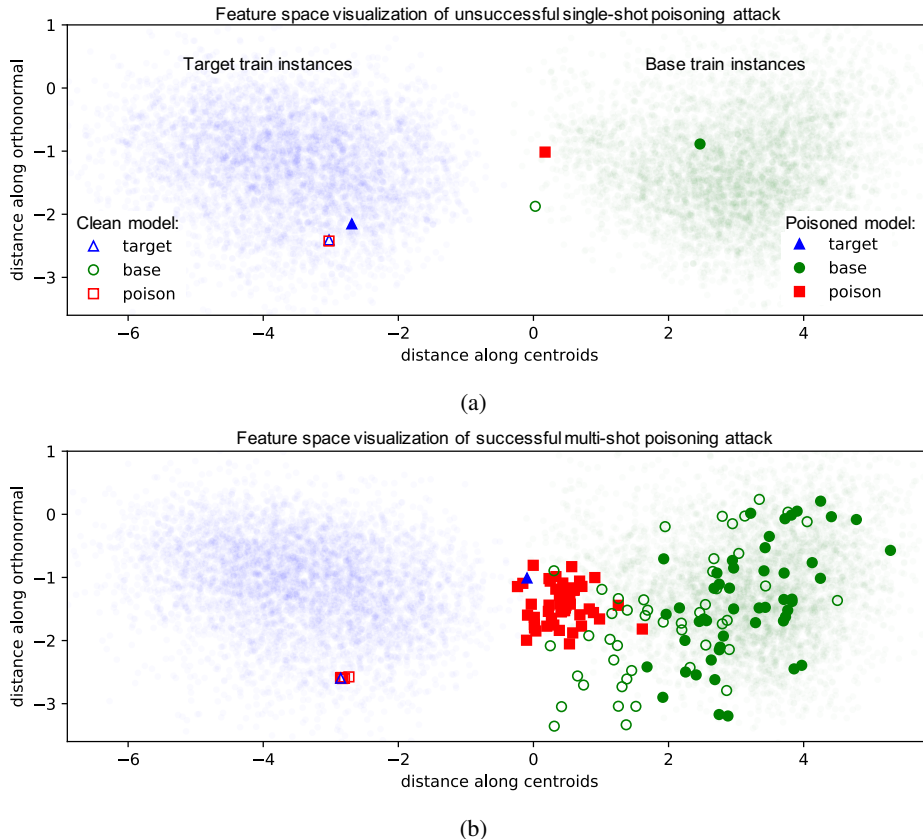 Feature space visualization of unsuccessful single-shot poisoning attack
Target train instances
Base train instances
Clean model:
target
base
poison
Poisoned model:
target
base
poison
distance along orthonormal
1
0
−1
−2
−3
−6
−4
−2
0
2
4
distance along centroids
(a)
Feature space visualization of successful multi-shot poisoning attack
distance along orthonormal
1
0
−1
−2
−3
−6
−4
−2
0
2
4
distance along centroids
(b)